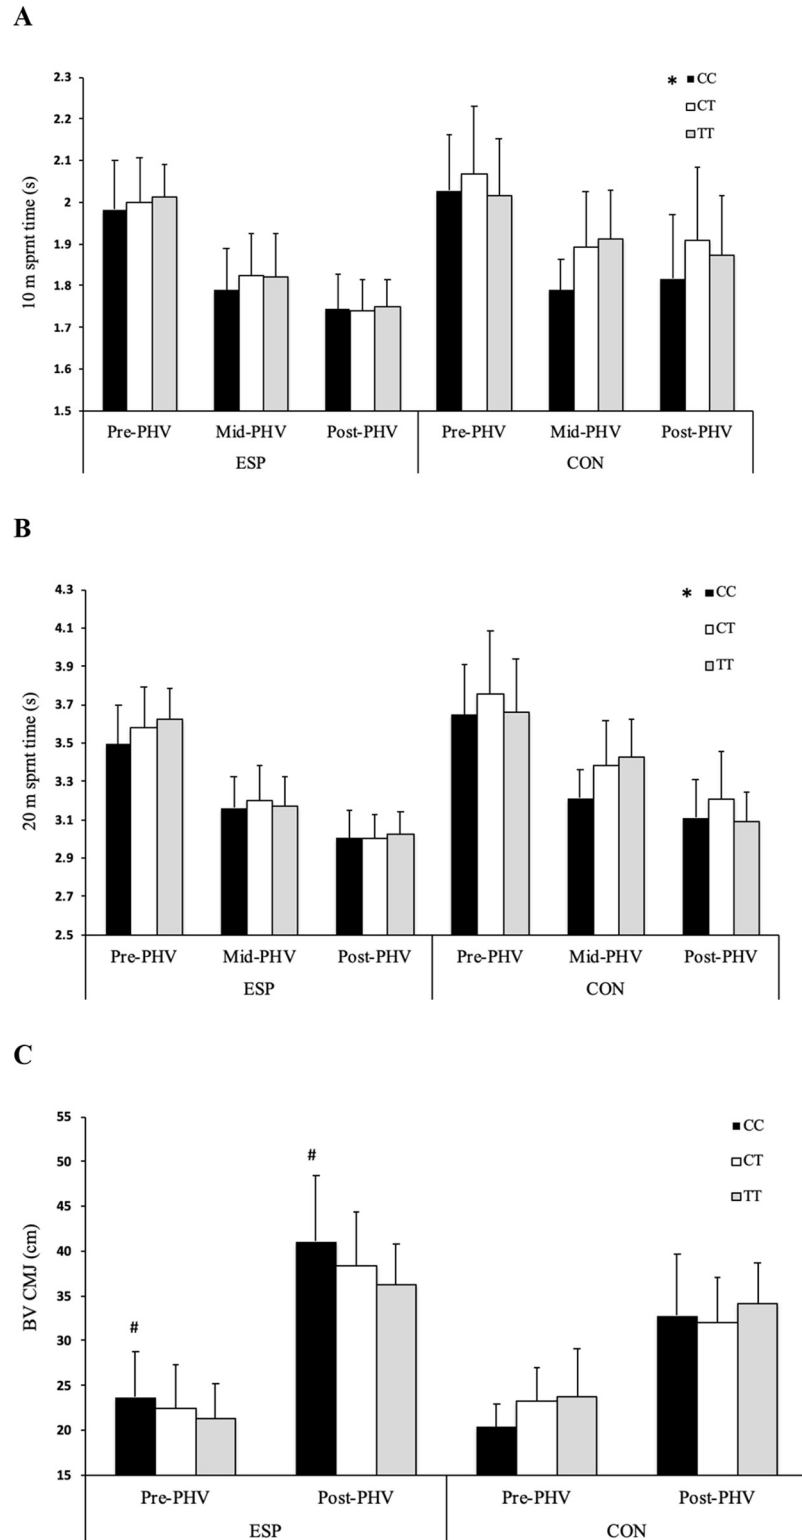 A
10 m sprnt time (s)
2.3
2.2
2.1
2
1.9
1.8
1.7
1.6
1.5
* CC
CT
TT
Pre-PHV Mid-PHV Post-PHV Pre-PHV Mid-PHV Post-PHV
ESP CON
B
20 m sprnt time (s)
4.3
4.1
3.9
3.7
3.5
3.3
3.1
2.9
2.7
2.5
* CC
CT
TT
Pre-PHV Mid-PHV Post-PHV Pre-PHV Mid-PHV Post-PHV
ESP CON
C
BV CMJ (cm)
55
50
45
40
35
30
25
20
15
CC
CT
TT
# #
Pre-PHV Post-PHV Pre-PHV Post-PHV
ESP CON